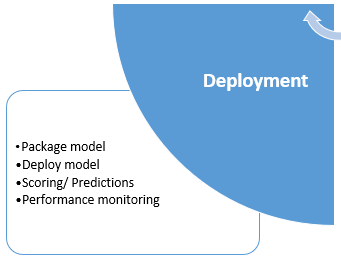 Deployment
•Package model
•Deploy model
•Scoring/ Predictions
•Performance monitoring